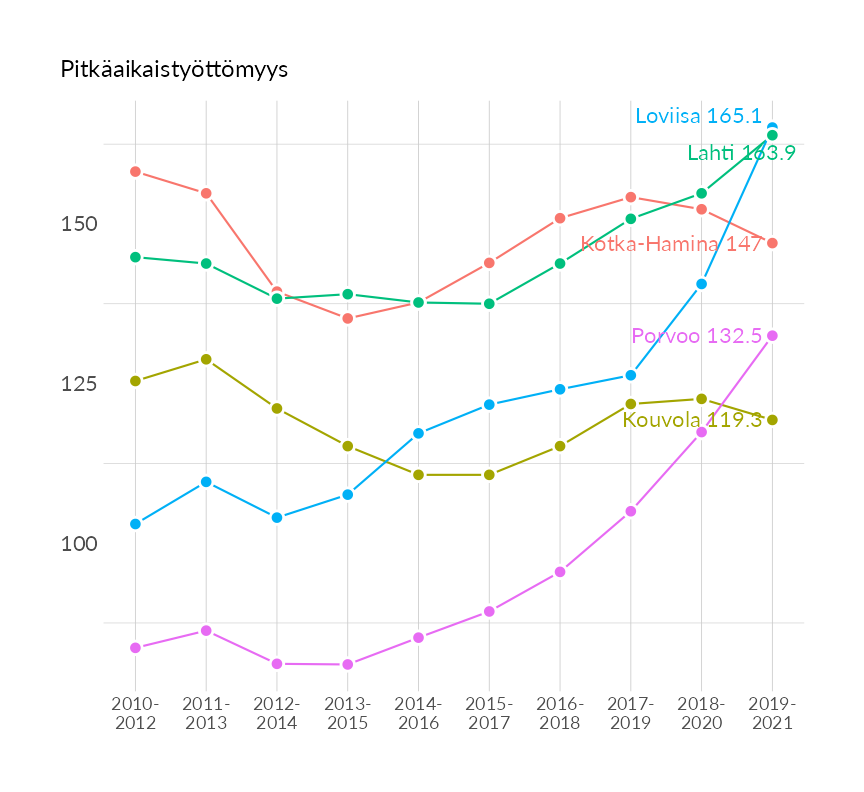 Pitkäaikaistyöttömyys
Loviisa 165.1
Lahti 163.9
150
Kotka-Hamina 147
Porvoo 132.5
125
Kouvola 119.3
100
2010- 2011- 2012- 2013- 2014- 2015- 2016- 2017- 2018- 2019-
2012 2013 2014 2015 2016 2017 2018 2019 2020 2021